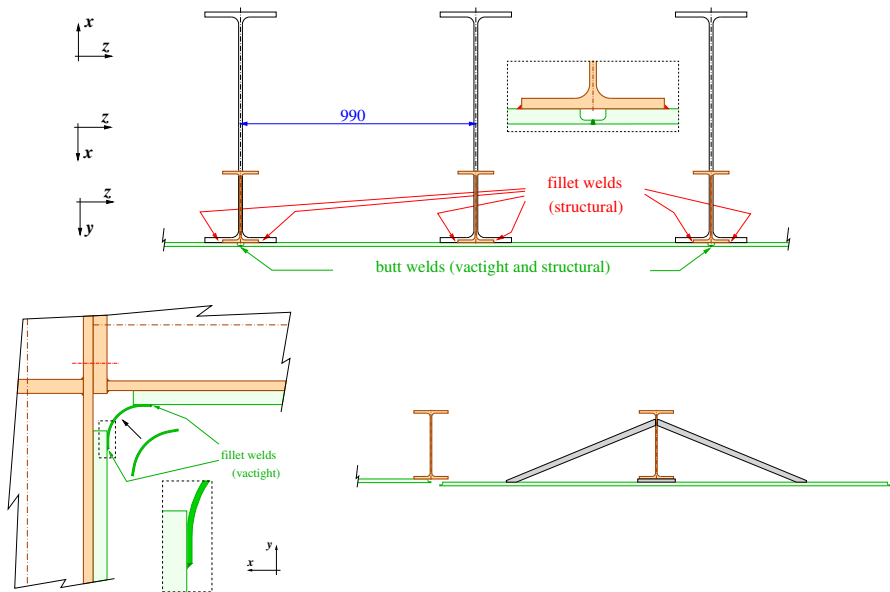 x
z
990
z
x
z
y
fillet welds
(structural)
butt welds (vactight and structural)
fillet welds
(vactight)
y
x